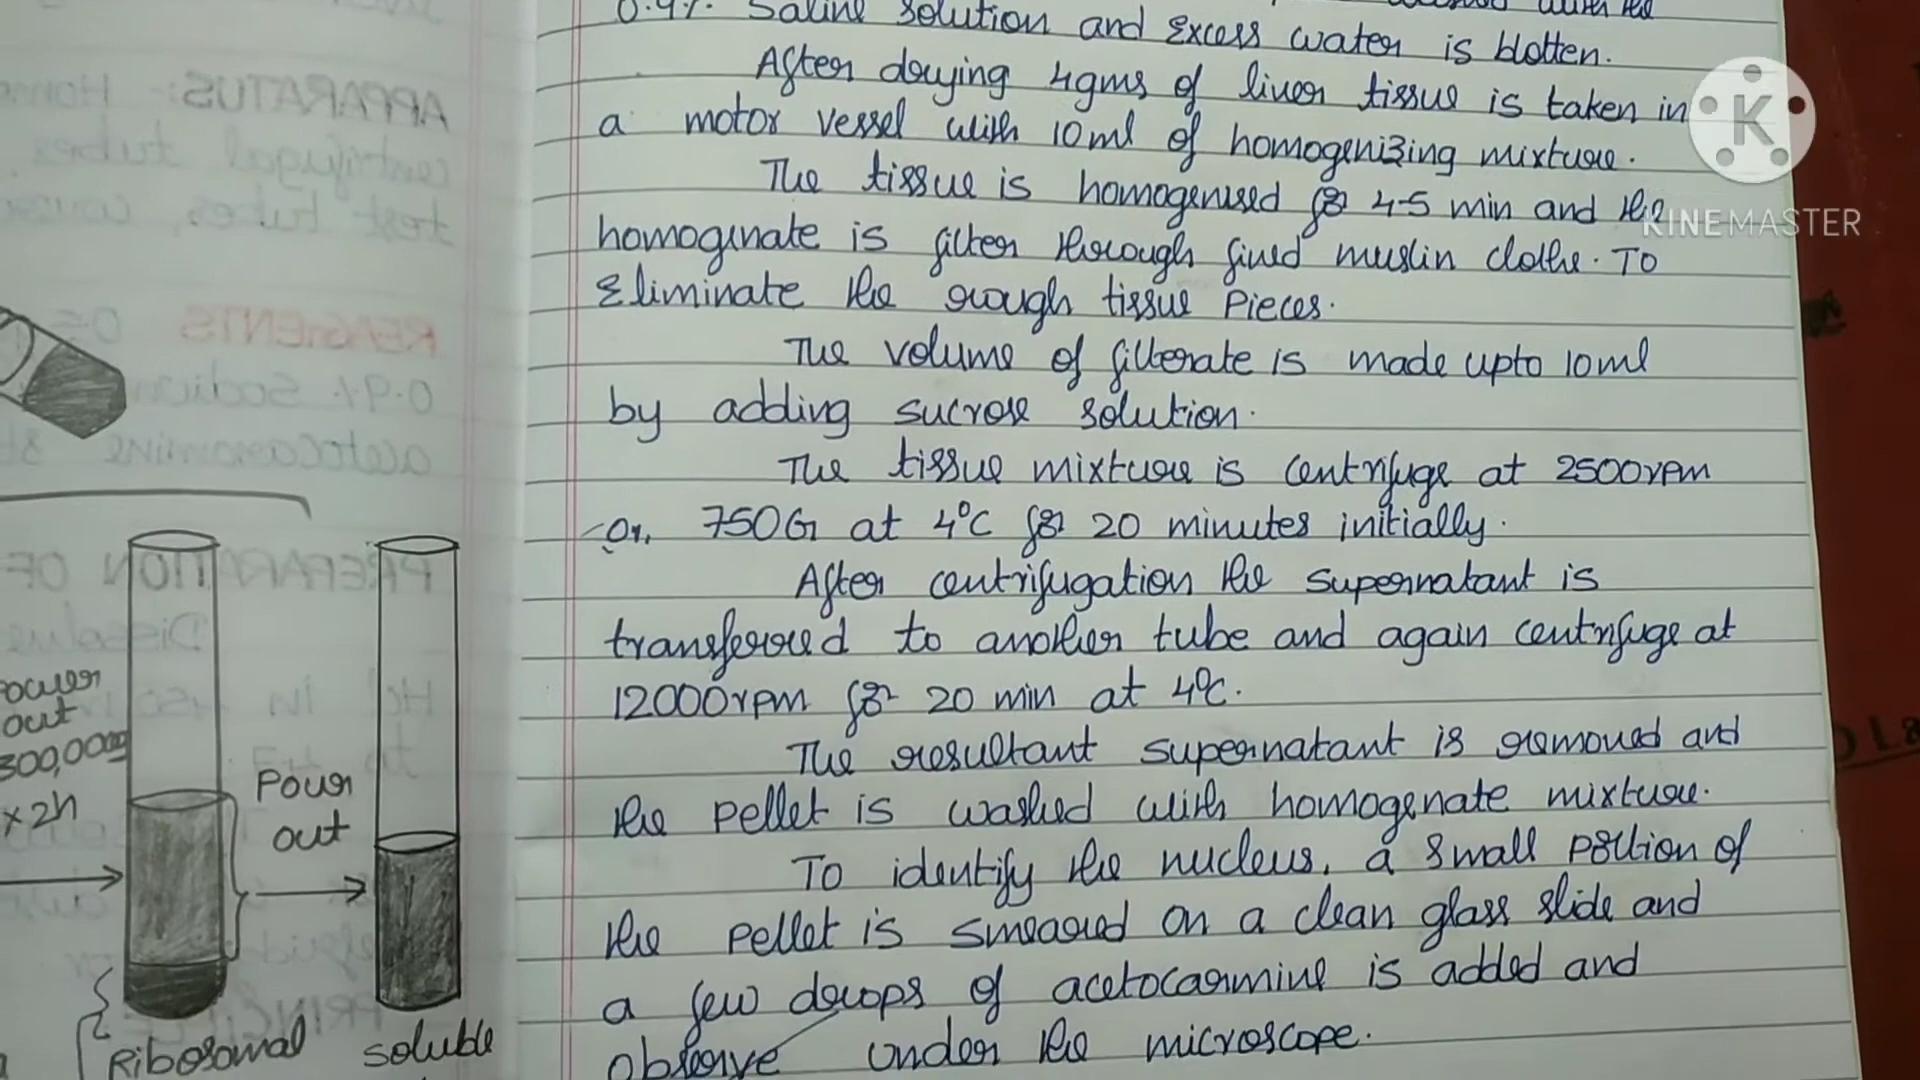 0.9%. Saline solution and Excess water is blotten.
After drying 4gms of liver tissue is taken in
a motor vessel with 10ml of homogenizing mixture.
The tissue is homogenised for 4-5 min and the
homogenate is filter through fined muslin clothe. To
Eliminate the rough tissue Pieces.
The volume of filterate is made upto 10ml
by adding sucrose solution.
The tissue mixture is centrifuge at 2500rpm
Or, 750G at 4°C for 20 minutes initially.
After centrifugation the supernatant is
transferred to another tube and again centrifuge at
12000rpm for 20 min at 4°C.
The resultant supernatant is removed and
the pellet is washed with homogenate mixture.
To identify the nucleus, a small portion of
the pellet is smeared on a clean glass slide and
a few drops of acetocarmine is added and
observe under the microscope.
Pour
out
300,000g
x 2h
Pour
out
Ribosomal
soluble
K
KINEMASTER